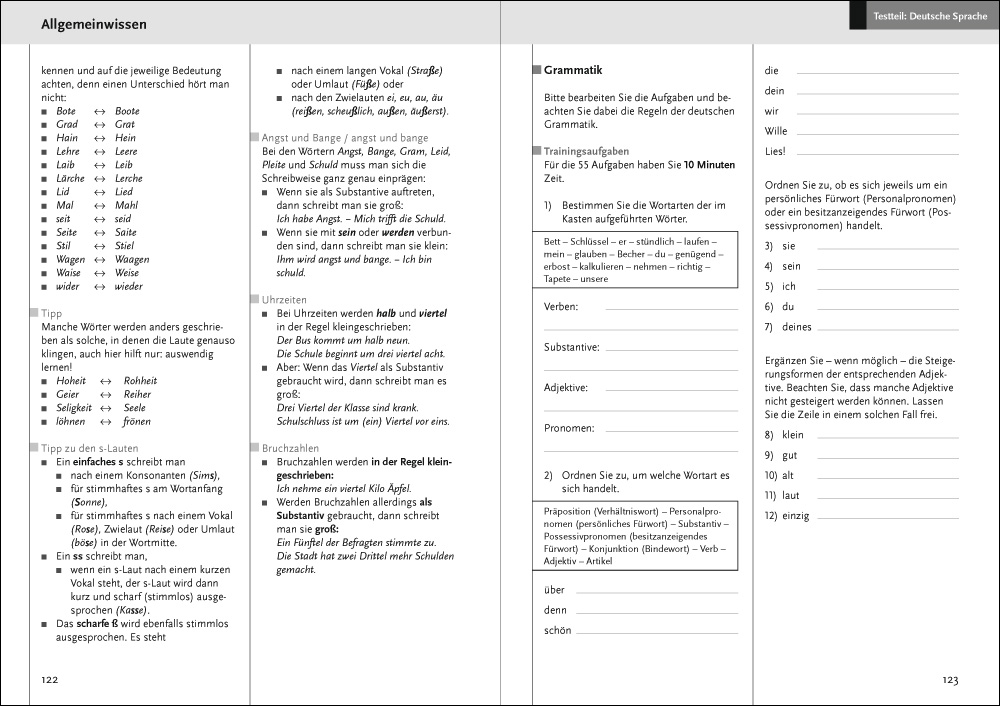 Allgemeinwissen
kennen und auf die jeweilige Bedeutung
achten, denn einen Unterschied hört man
nicht:
■ Bote ↔ Boote
■ Grad ↔ Grat
■ Hain ↔ Hein
■ Lehre ↔ Leere
■ Laib ↔ Leib
■ Lärche ↔ Lerche
■ Lid ↔ Lied
■ Mal ↔ Mahl
■ seit ↔ seid
■ Seite ↔ Saite
■ Stil ↔ Stiel
■ Wagen ↔ Waagen
■ Waise ↔ Weise
■ wider ↔ wieder
Tipp
Manche Wörter werden anders geschrie-
ben als solche, in denen die Laute genauso
klingen, auch hier hilft nur: auswendig
lernen!
■ Hoheit ↔ Rohheit
■ Geier ↔ Reiher
■ Seligkeit ↔ Seele
■ löhnen ↔ frönen
Tipp zu den s-Lauten
■ Ein einfaches s schreibt man
■ nach einem Konsonanten (Sims),
■ für stimmhaftes s am Wortanfang
(Sonne),
■ für stimmhaftes s nach einem Vokal
(Rose), Zwielaut (Reise) oder Umlaut
(böse) in der Wortmitte.
■ Ein ss schreibt man,
■ wenn ein s-Laut nach einem kurzen
Vokal steht, der s-Laut wird dann
kurz und scharf (stimmlos) ausge-
sprochen (Kasse).
■ Das scharfe ß wird ebenfalls stimmlos
ausgesprochen. Es steht
122
■ nach einem langen Vokal (Straße)
oder Umlaut (Füße) oder
■ nach den Zwielauten ei, eu, au, äu
(reißen, scheußlich, außen, äußerst).
Angst und Bange / angst und bange
Bei den Wörtern Angst, Bange, Gram, Leid,
Pleite und Schuld muss man sich die
Schreibweise ganz genau einprägen:
■ Wenn sie als Substantive auftreten,
dann schreibt man sie groß:
Ich habe Angst. – Mich trifft die Schuld.
■ Wenn sie mit sein oder werden verbun-
den sind, dann schreibt man sie klein:
Ihm wird angst und bange. – Ich bin
schuld.
Uhrzeiten
■ Bei Uhrzeiten werden halb und viertel
in der Regel kleingeschrieben:
Der Bus kommt um halb neun.
Die Schule beginnt um drei viertel acht.
■ Aber: Wenn das Viertel als Substantiv
gebraucht wird, dann schreibt man es
groß:
Drei Viertel der Klasse sind krank.
Schulschluss ist um (ein) Viertel vor eins.
Bruchzahlen
■ Bruchzahlen werden in der Regel klein-
geschrieben:
Ich nehme ein viertel Kilo Äpfel.
■ Werden Bruchzahlen allerdings als
Substantiv gebraucht, dann schreibt
man sie groß:
Ein Fünftel der Befragten stimmte zu.
Die Stadt hat zwei Drittel mehr Schulden
gemacht.
Testteil: Deutsche Sprache
Grammatik
Bitte bearbeiten Sie die Aufgaben und be-
achten Sie dabei die Regeln der deutschen
Grammatik.
Trainingsaufgaben
Für die 55 Aufgaben haben Sie 10 Minuten
Zeit.
1) Bestimmen Sie die Wortarten der im
Kasten aufgeführten Wörter.
Bett – Schlüssel – er – stündlich – laufen –
mein – glauben – Becher – du – genügend –
erbost – kalkulieren – nehmen – richtig –
Tapete – unsere
Verben:
Substantive:
Adjektive:
Pronomen:
2) Ordnen Sie zu, um welche Wortart es
sich handelt.
Präposition (Verhältniswort) – Personalpro-
nomen (persönliches Fürwort) – Substantiv –
Possessivpronomen (besitzanzeigendes
Fürwort) – Konjunktion (Bindewort) – Verb –
Adjektiv – Artikel
über
denn
schön
die
dein
wir
Wille
Lies!
Ordnen Sie zu, ob es sich jeweils um ein
persönliches Fürwort (Personalpronomen)
oder ein besitzanzeigendes Fürwort (Pos-
sessivpronomen) handelt.
3) sie
4) sein
5) ich
6) du
7) deines
Ergänzen Sie – wenn möglich – die Steige-
rungsformen der entsprechenden Adjek-
tive. Beachten Sie, dass manche Adjektive
nicht gesteigert werden können. Lassen
Sie die Zeile in einem solchen Fall frei.
8) klein
9) gut
10) alt
11) laut
12) einzig
123